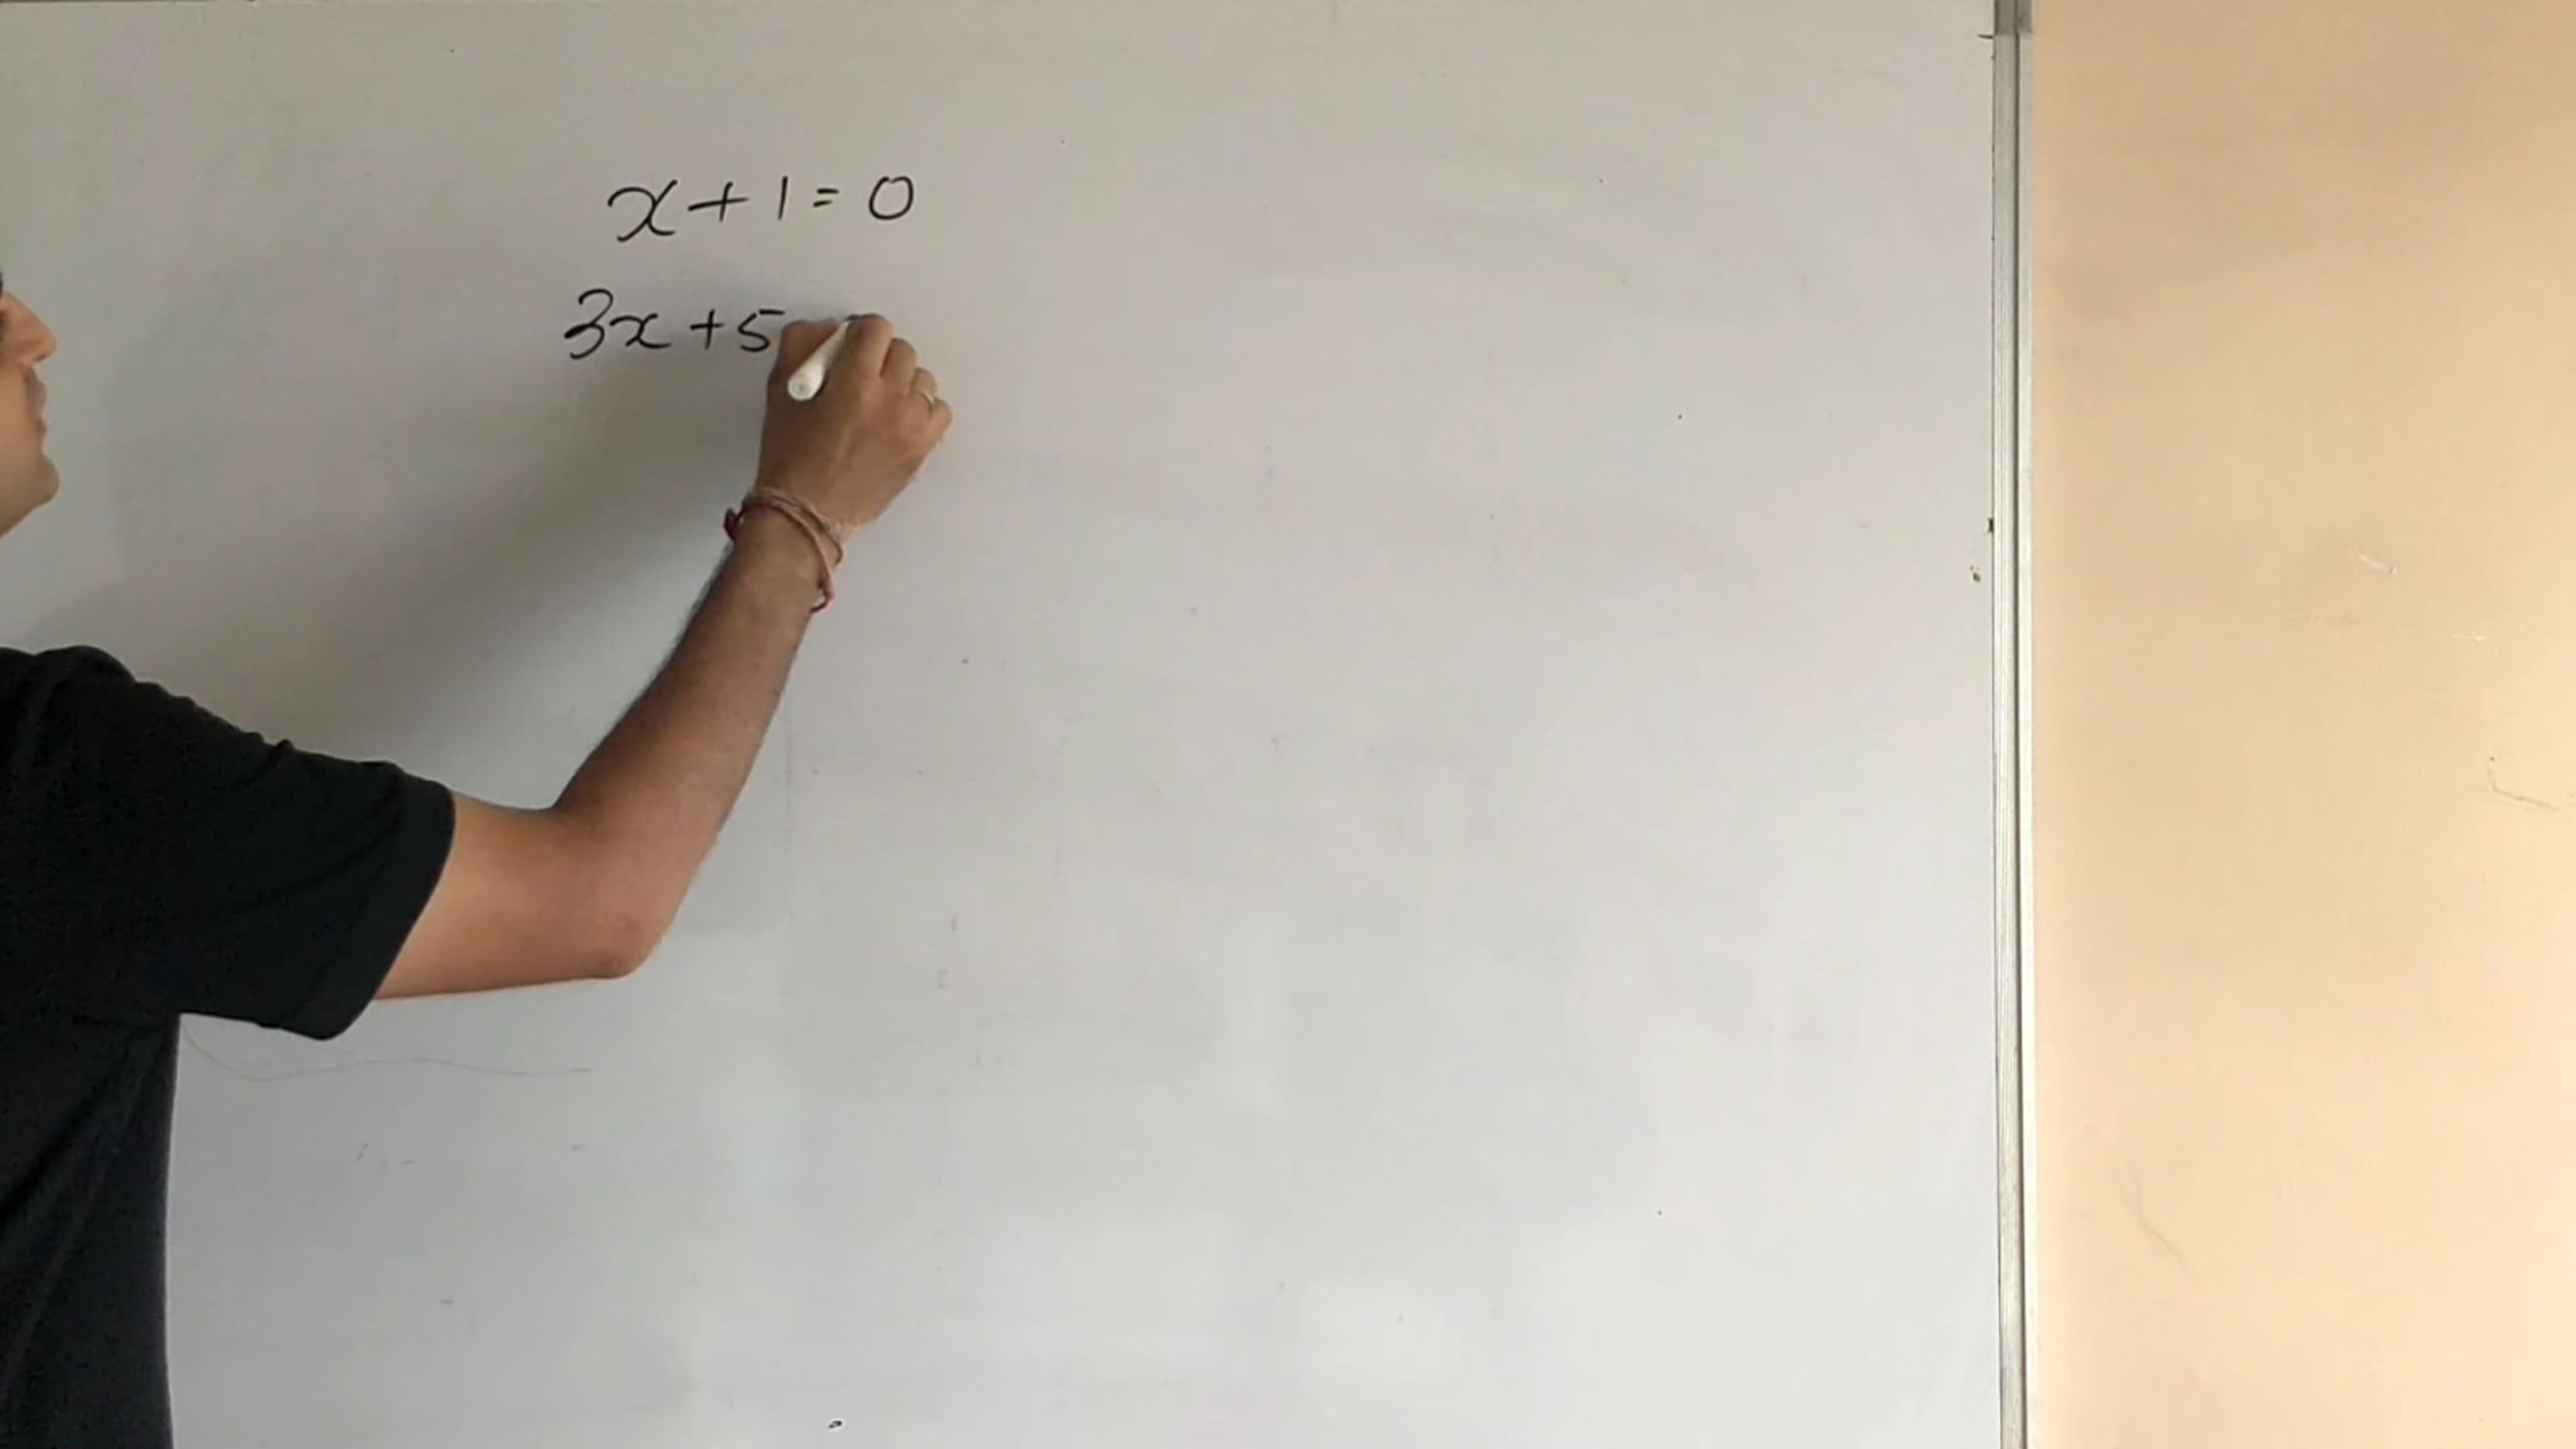 x + 1 = 0
3x + 5